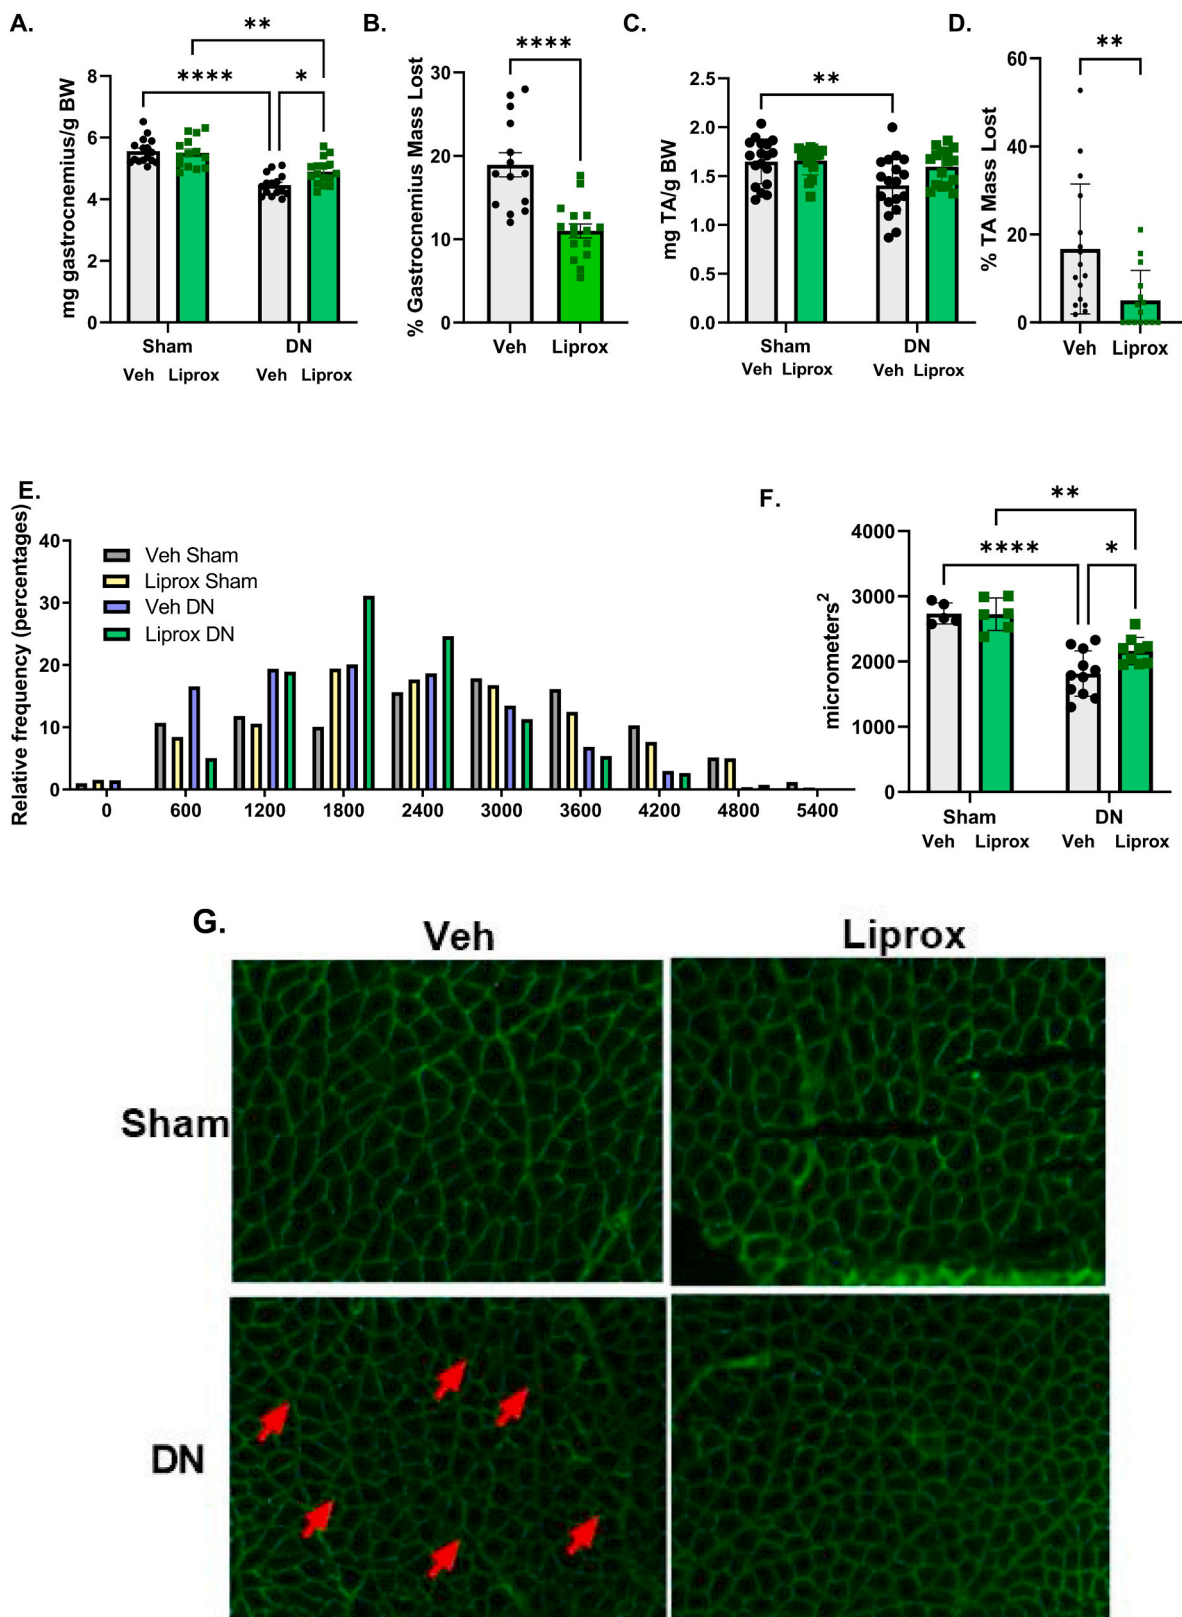 A.
**
**** *
mg gastrocnemius/g BW
8
6
4
2
0
Sham DN
Veh Liprox Veh Liprox
B.
****
% Gastrocnemius Mass Lost
30
20
10
0
Veh Liprox
C.
**
mg TA/g BW
2.5
2.0
1.5
1.0
0.5
0.0
Sham DN
Veh Liprox Veh Liprox
D.
**
% TA Mass Lost
60
40
20
0
Veh Liprox
E.
Relative frequency (percentages)
40
30
20
10
0
Veh Sham
Liprox Sham
Veh DN
Liprox DN
0 600 1200 1800 2400 3000 3600 4200 4800 5400
F.
**
**** *
micrometers²
4000
3000
2000
1000
0
Sham DN
Veh Liprox Veh Liprox
G.
Veh Liprox
Sham
DN